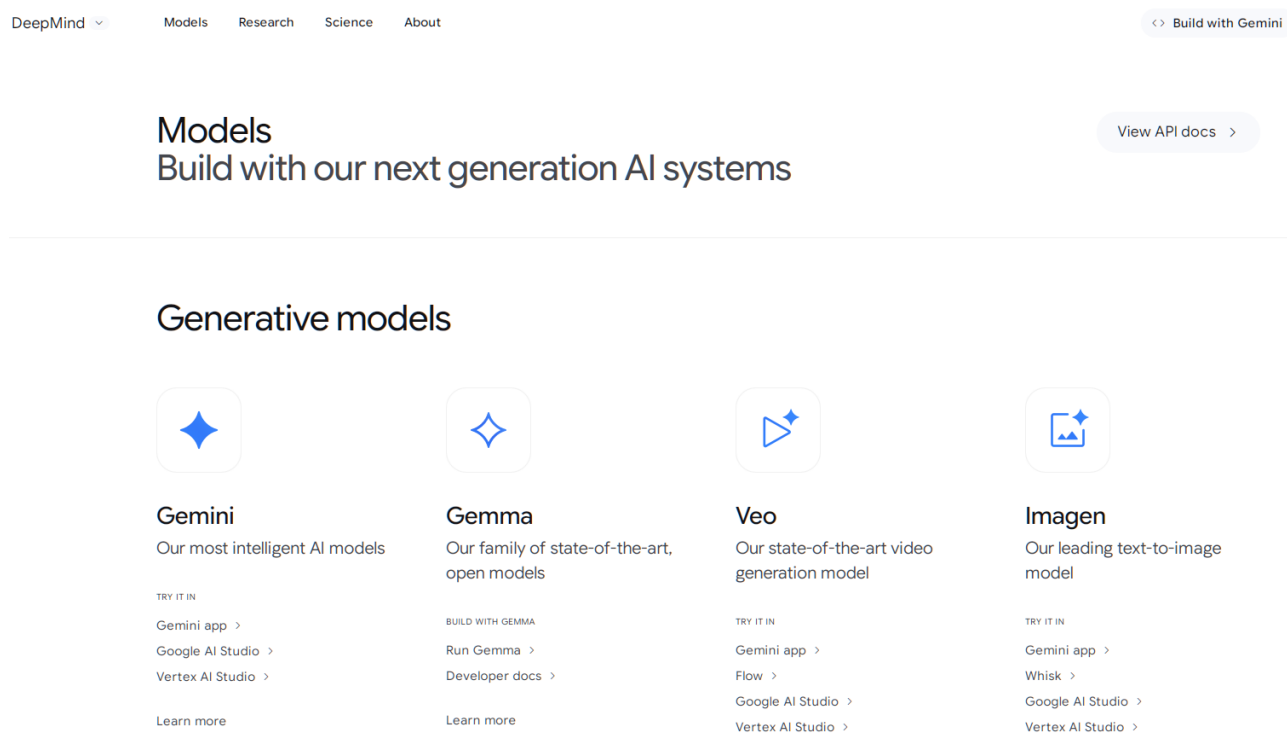 DeepMind
Models
Research
Science
About
Build with Gemini
Models
Build with our next generation AI systems
View API docs
Generative models
Gemini
Our most intelligent AI models
TRY IT IN
Gemini app
Google AI Studio
Vertex AI Studio
Learn more
Gemma
Our family of state-of-the-art,
open models
BUILD WITH GEMMA
Run Gemma
Developer docs
Learn more
Veo
Our state-of-the-art video
generation model
TRY IT IN
Gemini app
Flow
Google AI Studio
Vertex AI Studio
Imagen
Our leading text-to-image
model
TRY IT IN
Gemini app
Whisk
Google AI Studio
Vertex AI Studio